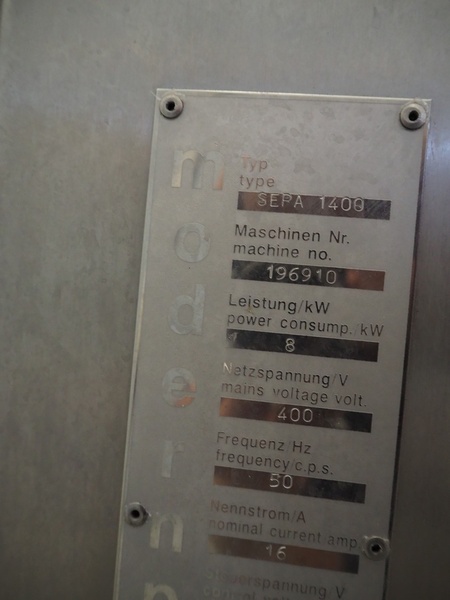 Typ
type
SEPA 1400
Maschinen Nr.
machine no.
196910
Leistung/kW
power consump./kW
8
Netzspannung/V
mains voltage volt.
400
Frequenz/Hz
frequency/c.p.s.
50
Nennstrom/A
nominal current amp.
16
Steuerspannung/V
m
o
d
e
r
n